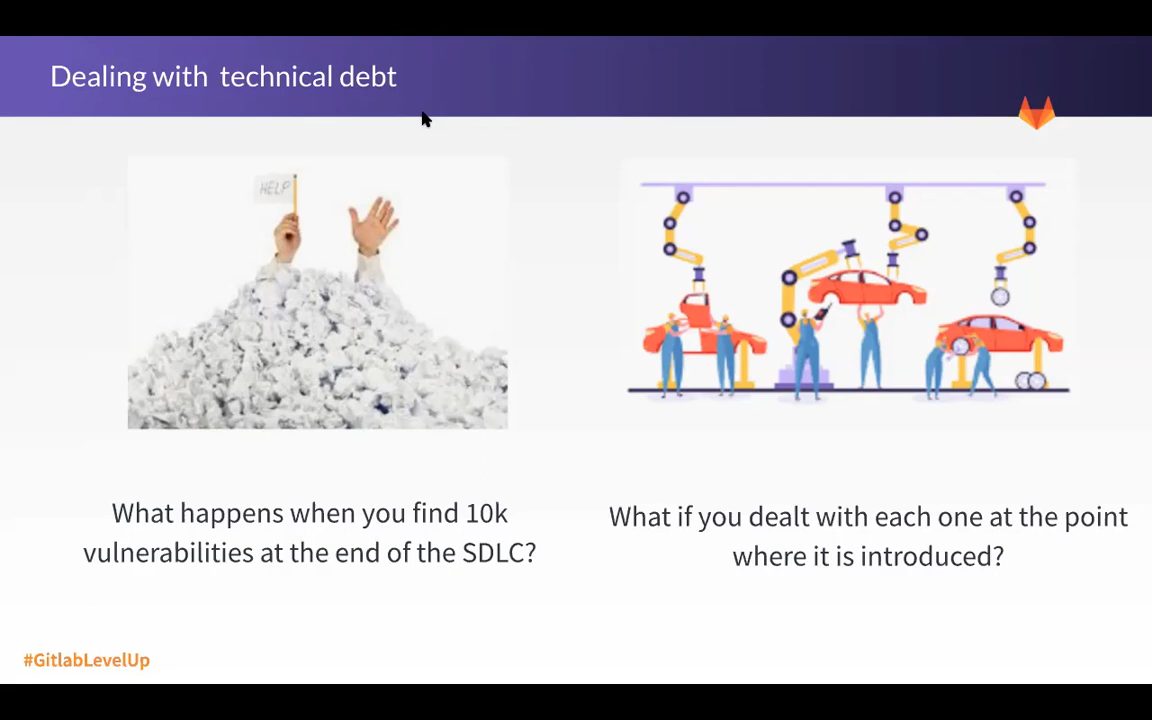 Dealing with technical debt
HELP
What happens when you find 10k
vulnerabilities at the end of the SDLC?
What if you dealt with each one at the point
where it is introduced?
#GitlabLevelUp